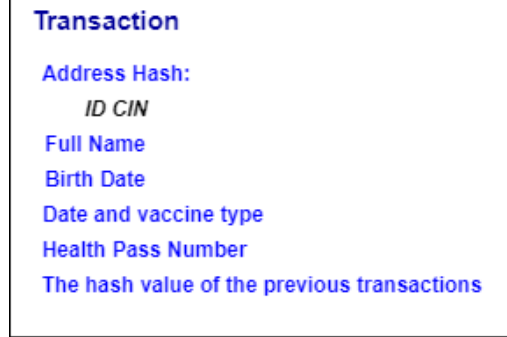 Transaction
Address Hash:
ID CIN
Full Name
Birth Date
Date and vaccine type
Health Pass Number
The hash value of the previous transactions